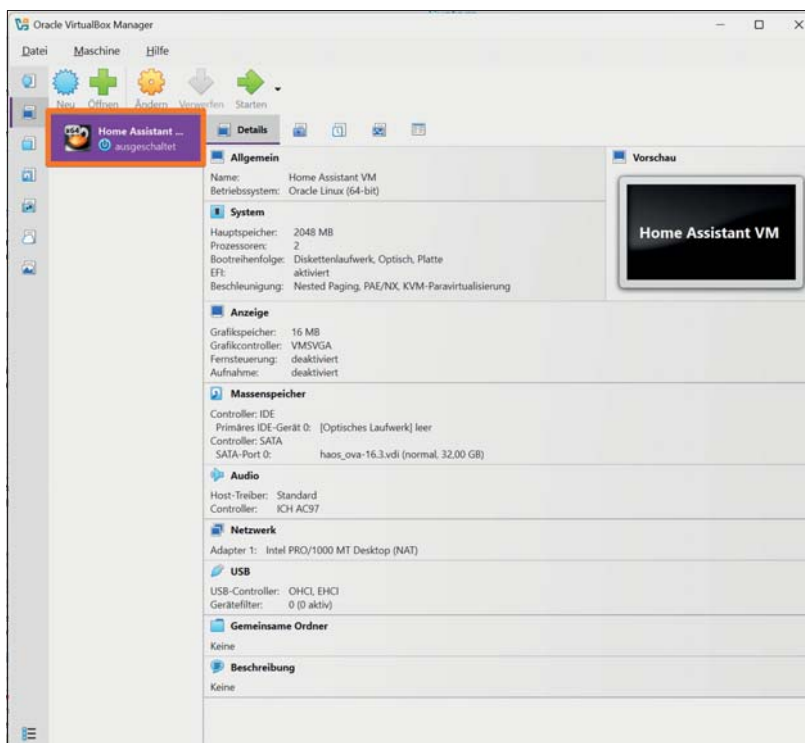 Oracle VirtualBox Manager
Datei Maschine Hilfe
Neu Öffnen Ändern Verwerfen Starten
Home Assistant ...
ausgeschaltet
Details
Allgemein
Name: Home Assistant VM
Betriebssystem: Oracle Linux (64-bit)
Vorschau
Home Assistant VM
System
Hauptspeicher: 2048 MB
Prozessoren: 2
Bootreihenfolge: Diskettenlaufwerk, Optisch, Platte
EFI: aktiviert
Beschleunigung: Nested Paging, PAE/NX, KVM-Paravirtualisierung
Anzeige
Grafikspeicher: 16 MB
Grafikcontroller: VMSVGA
Fernsteuerung: deaktiviert
Aufnahme: deaktiviert
Massenspeicher
Controller: IDE
Primäres IDE-Gerät 0: [Optisches Laufwerk] leer
Controller: SATA
SATA-Port 0: haos_ova-16.3.vdi (normal, 32,00 GB)
Audio
Host-Treiber: Standard
Controller: ICH AC97
Netzwerk
Adapter 1: Intel PRO/1000 MT Desktop (NAT)
USB
USB-Controller: OHCI, EHCI
Gerätefilter: 0 (0 aktiv)
Gemeinsame Ordner
Keine
Beschreibung
Keine